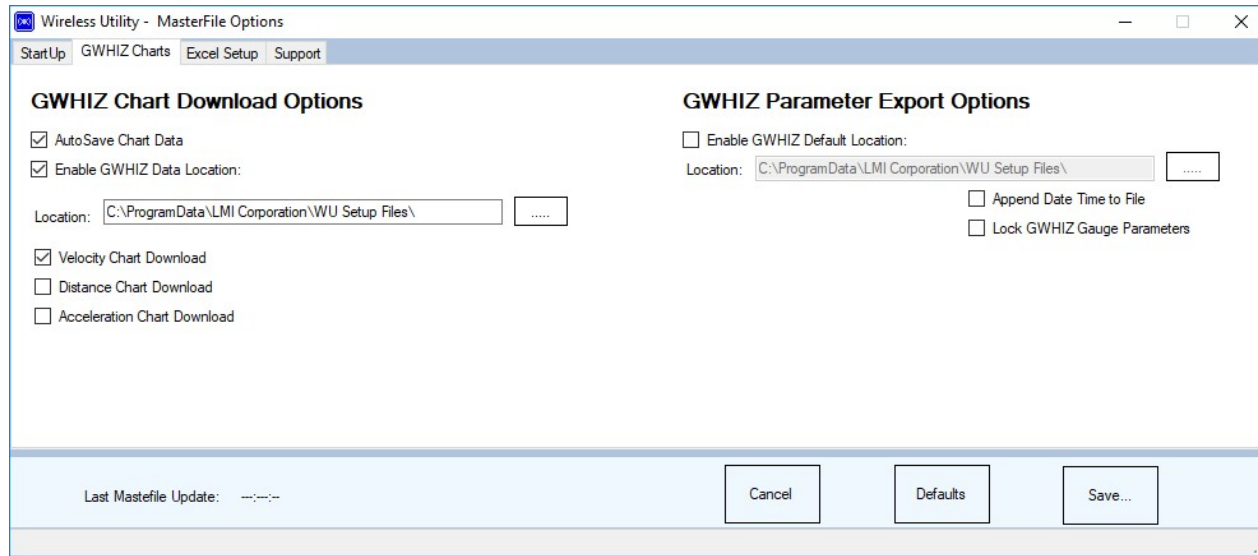 Wireless Utility - MasterFile Options
StartUp GWHIZ Charts Excel Setup Support
GWHIZ Chart Download Options
AutoSave Chart Data
Enable GWHIZ Data Location:
Location: C:\ProgramData\LMI Corporation\WU Setup Files\ .....
Velocity Chart Download
Distance Chart Download
Acceleration Chart Download
GWHIZ Parameter Export Options
Enable GWHIZ Default Location:
Location: C:\ProgramData\LMI Corporation\WU Setup Files\ .....
Append Date Time to File
Lock GWHIZ Gauge Parameters
Last Mastefile Update: ---:---:-- Cancel Defaults Save...